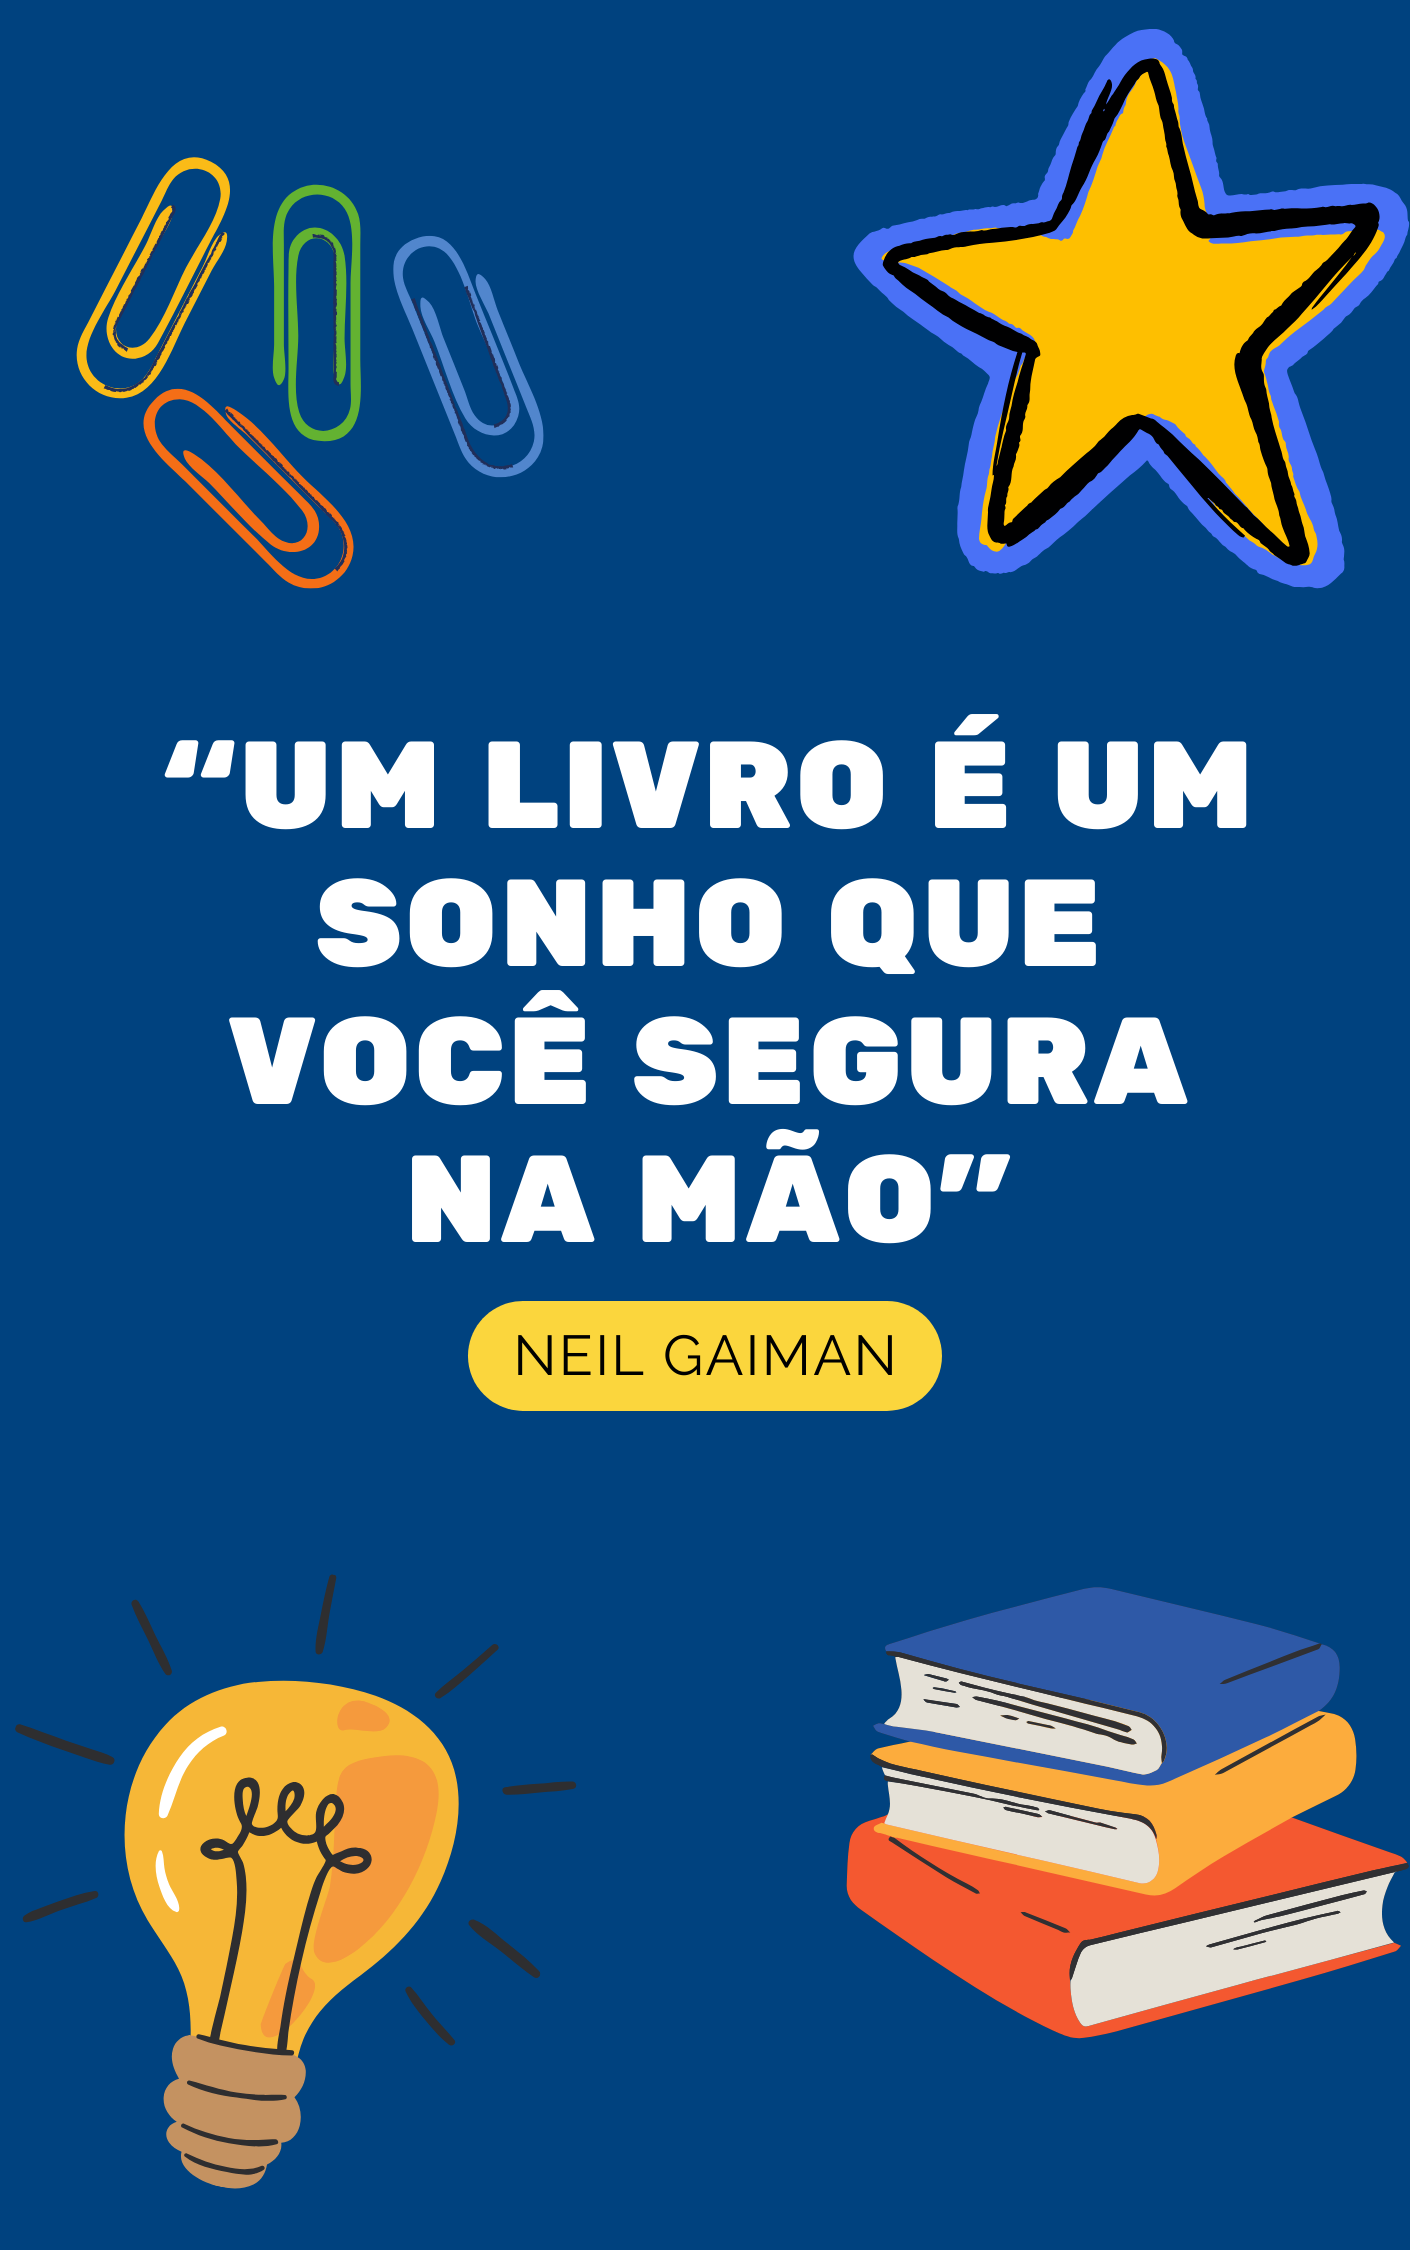 “UM LIVRO É UM
SONHO QUE
VOCÊ SEGURA
NA MÃO”
NEIL GAIMAN